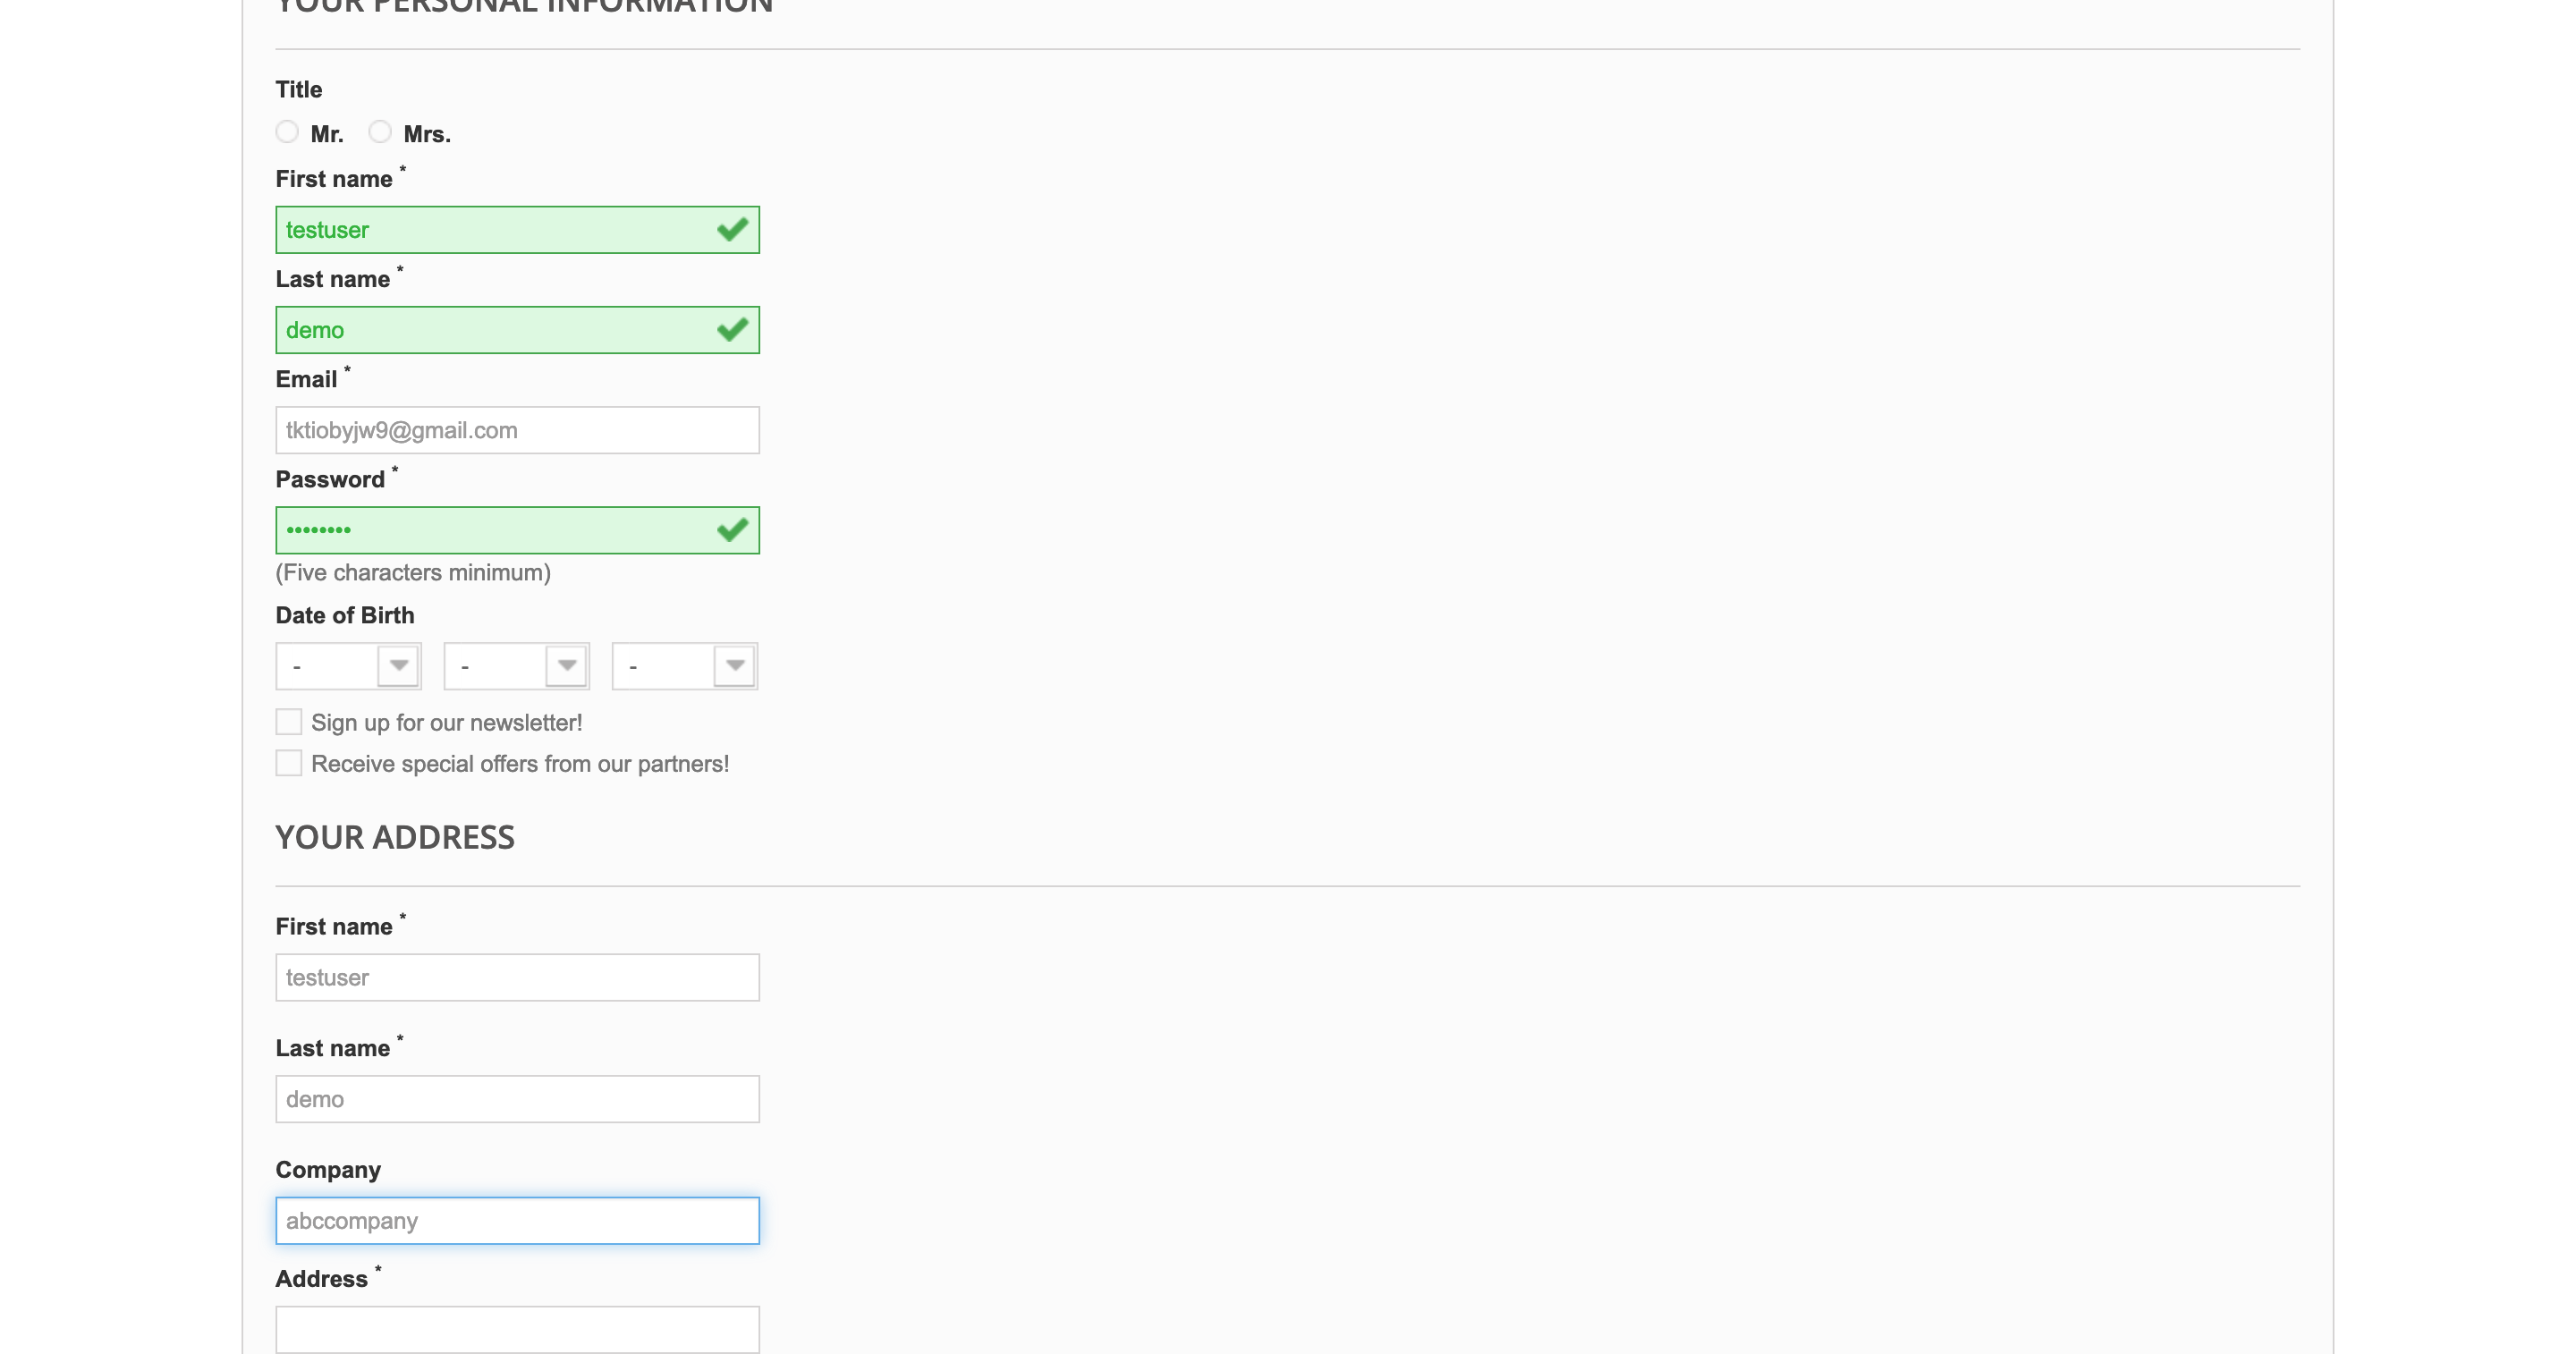 YOUR PERSONAL INFORMATION
Title
Mr. Mrs.
First name *
testuser
Last name *
demo
Email *
tktiobyjw9@gmail.com
Password *
••••••••
(Five characters minimum)
Date of Birth
- - -
Sign up for our newsletter!
Receive special offers from our partners!
YOUR ADDRESS
First name *
testuser
Last name *
demo
Company
abccompany
Address *